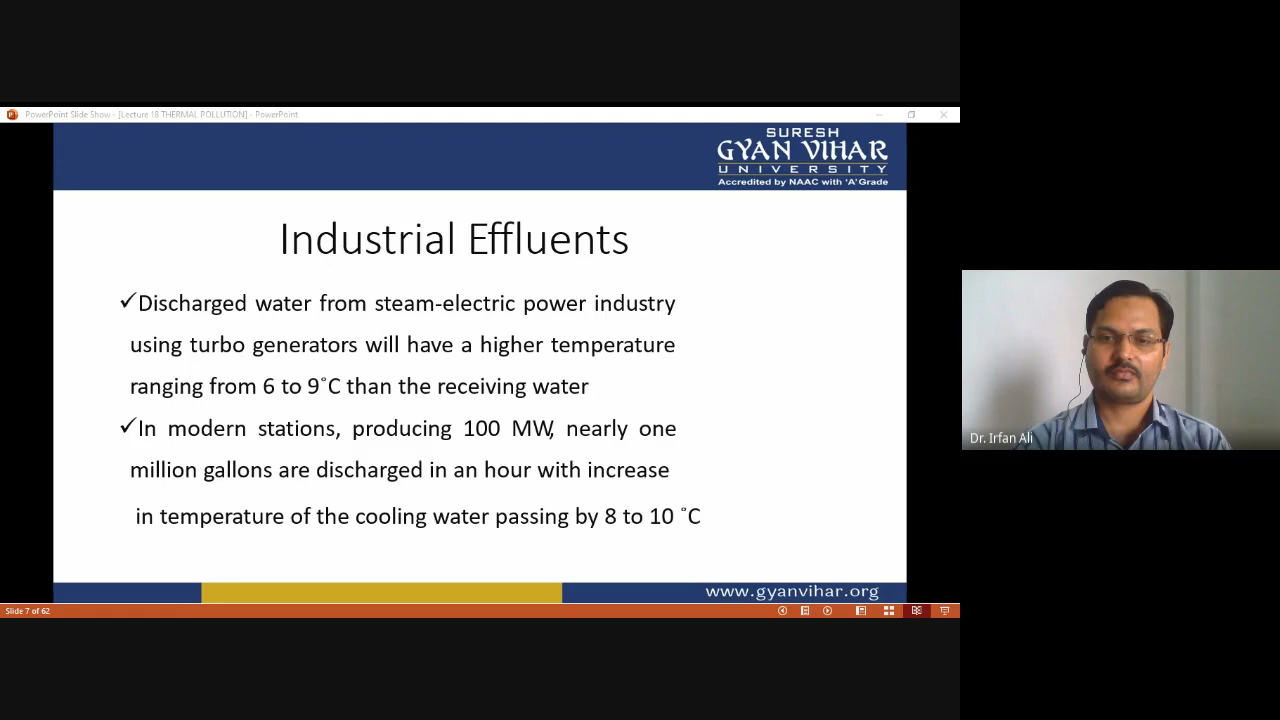 PowerPoint Slide Show - [Lecture 18 THERMAL POLLUTION] - PowerPoint
SURESH
GYAN VIHAR
UNIVERSITY
Accredited by NAAC with 'A' Grade
Industrial Effluents
✓Discharged water from steam-electric power industry
using turbo generators will have a higher temperature
ranging from 6 to 9˚C than the receiving water
✓In modern stations, producing 100 MW, nearly one
million gallons are discharged in an hour with increase
in temperature of the cooling water passing by 8 to 10 ˚C
Dr. Irfan Ali
www.gyanvihar.org
Slide 7 of 62